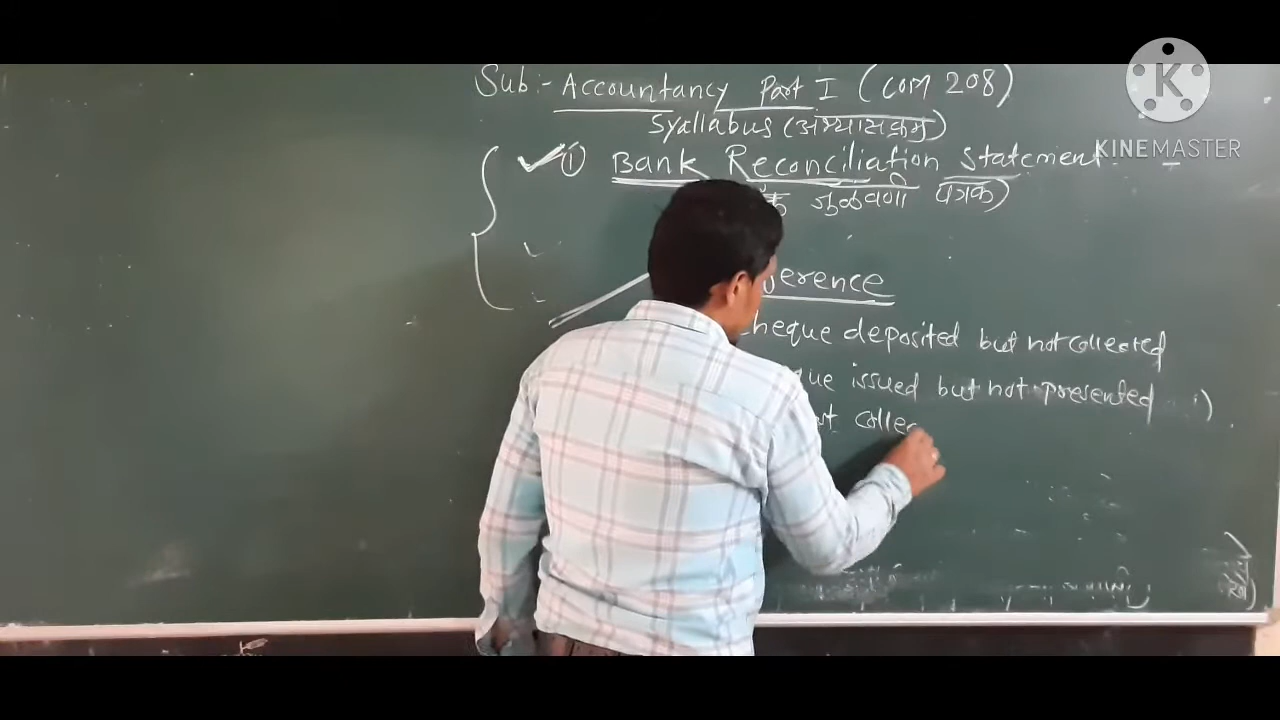 Sub:- Accountancy Part I (COM 208)
Syallabus (अभ्यासक्रम)
① Bank Reconciliation Statement
जुळवणी पत्रक)
erence
heque deposited but not collected
que issued but not presented
collec
K
KINEMASTER